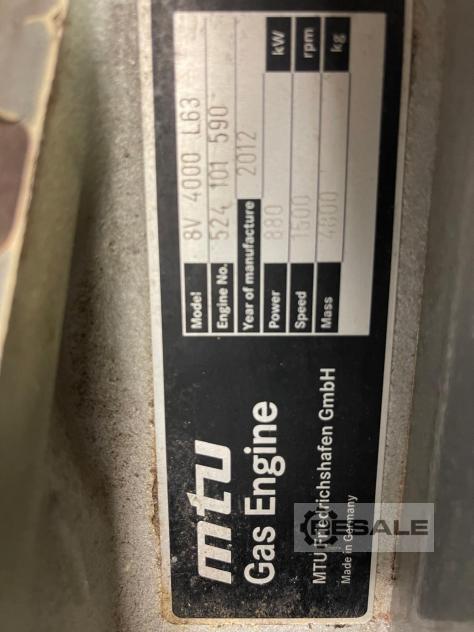 mtu
Gas Engine
MTU Friedrichshafen GmbH
Made in Germany
Model 8V 4000 L63
Engine No. 524 101 590
Year of manufacture 2012
Power 880 kW
Speed 1500 rpm
Mass 4800 kg
SALE